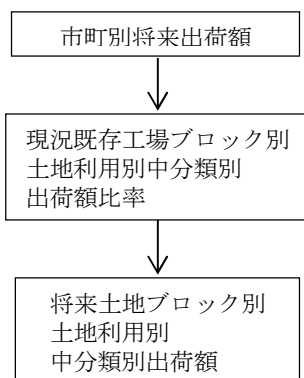 市町別将来出荷額
現況既存工場ブロック別
土地利用別中分類別
出荷額比率
将来土地ブロック別
土地利用別
中分類別出荷額